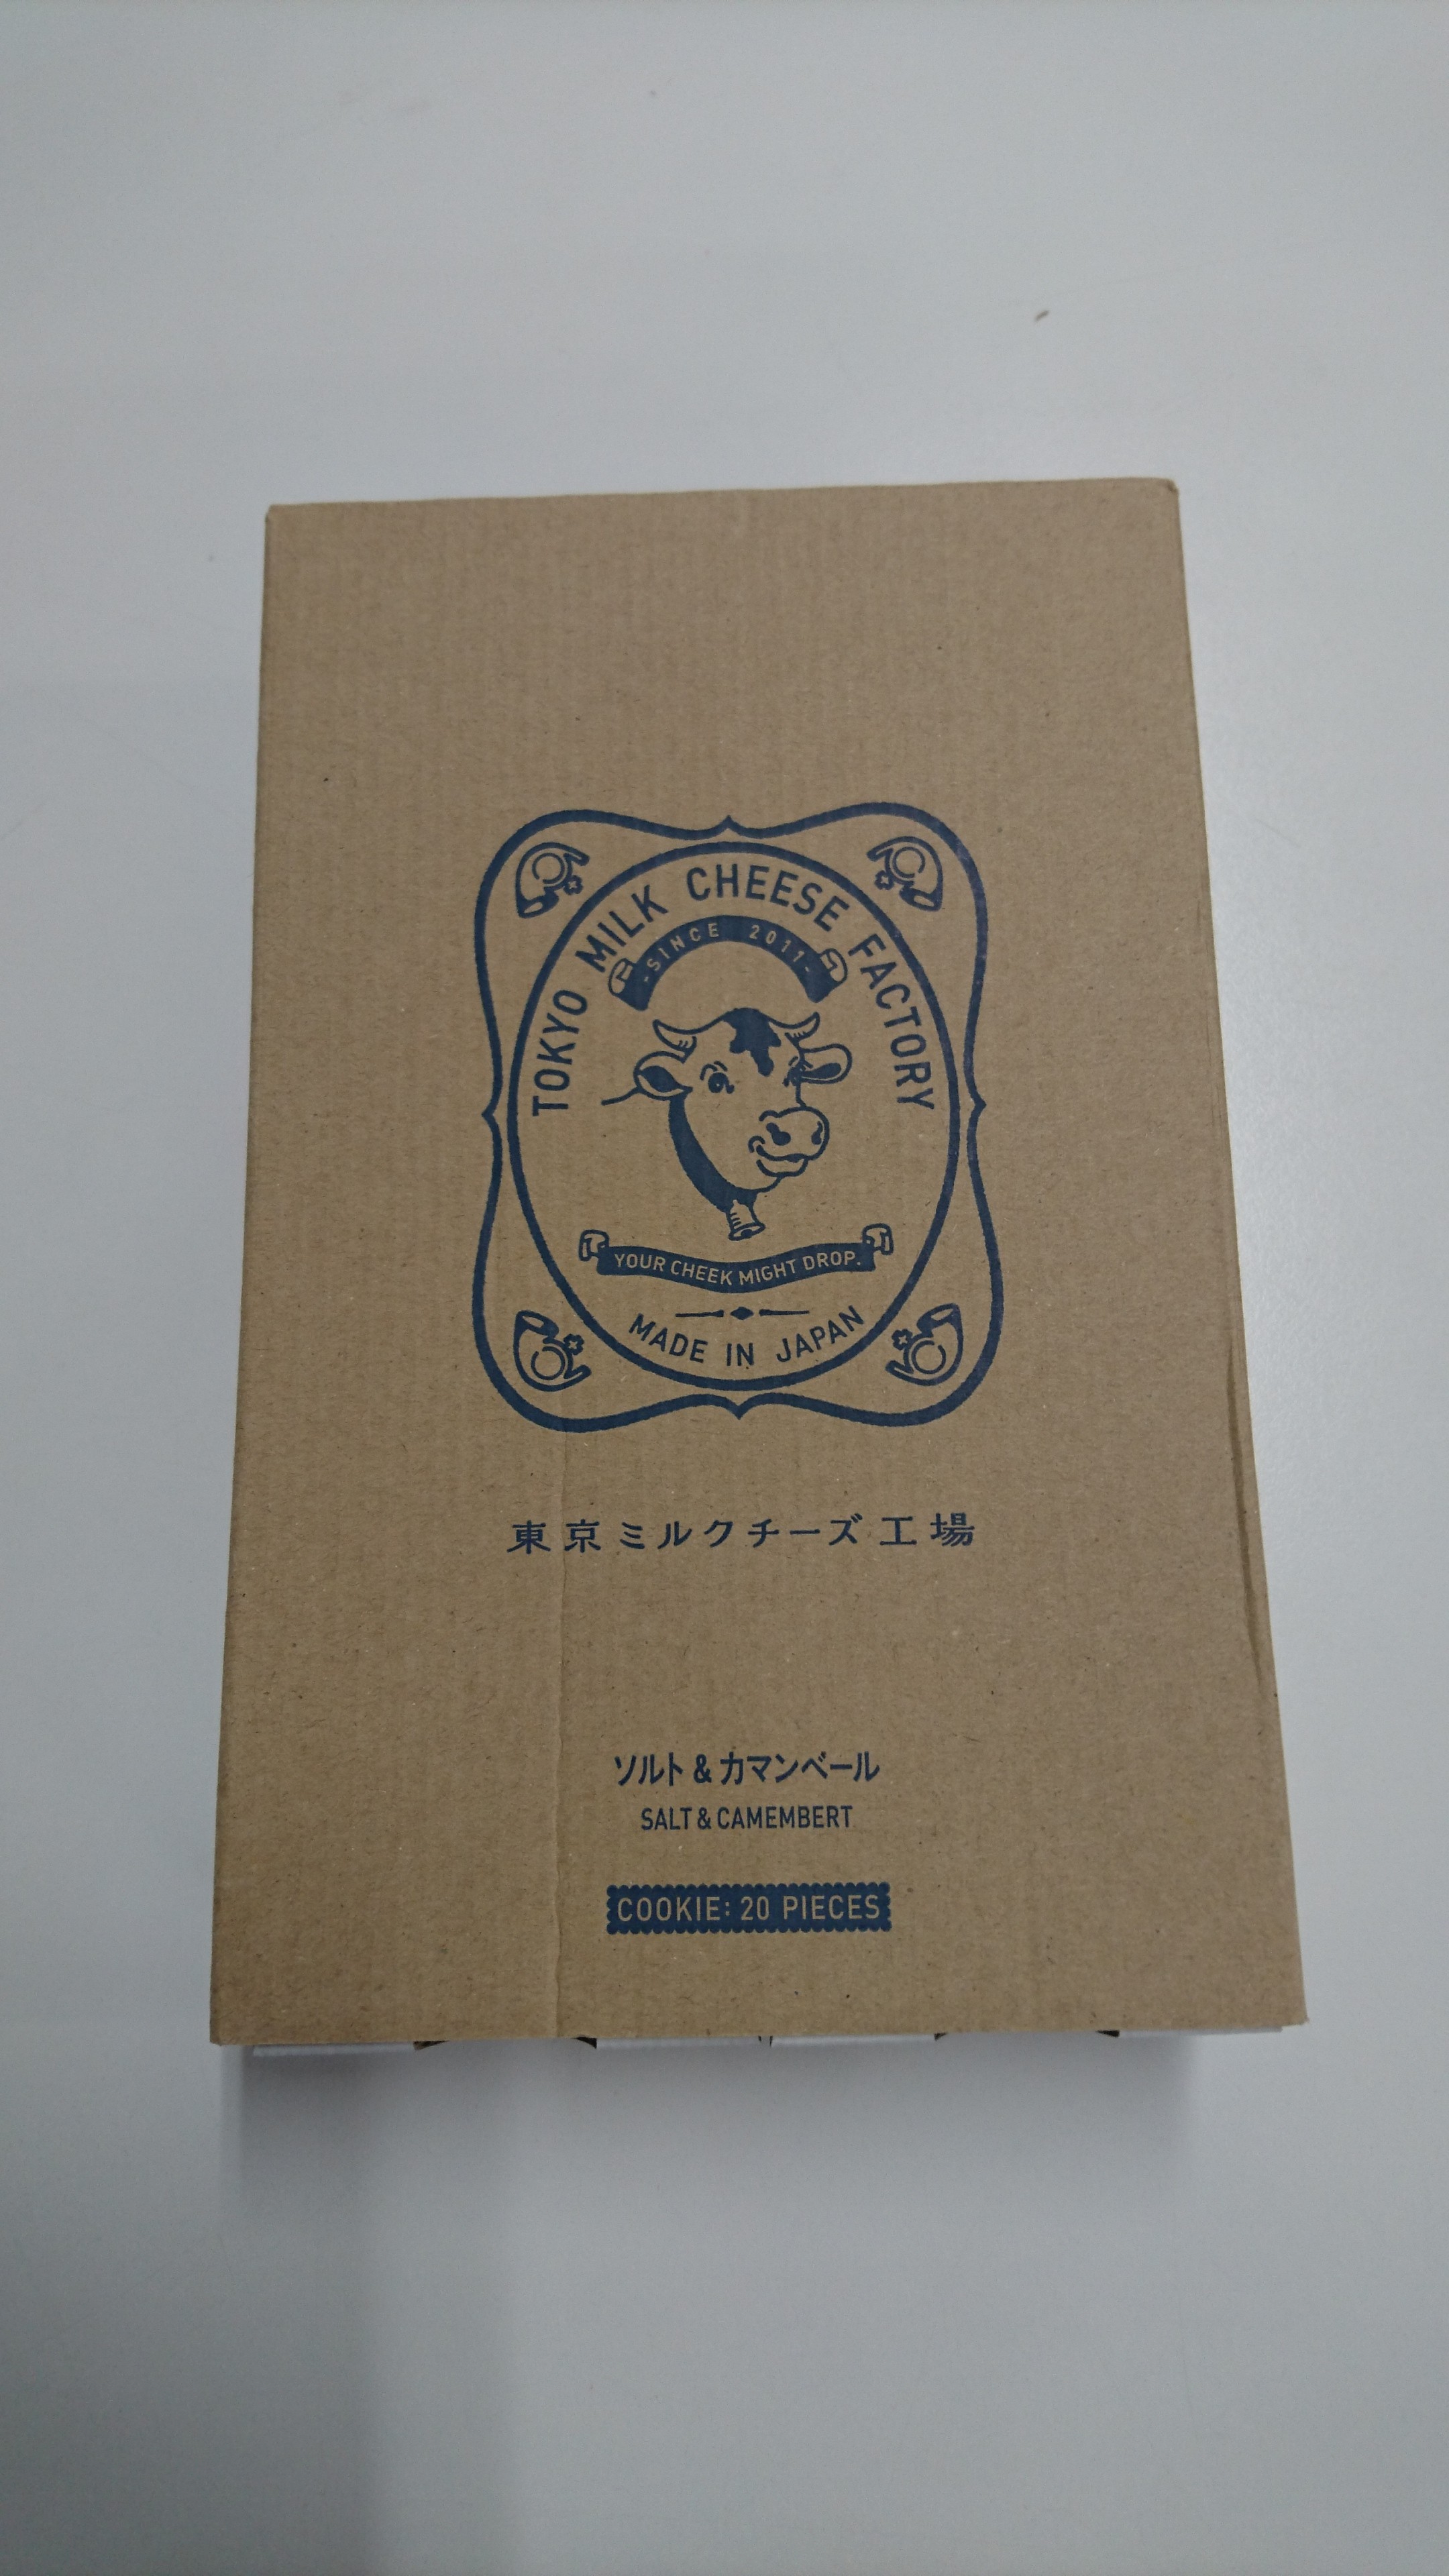 TOKYO MILK CHEESE FACTORY
-SINCE 2011-
YOUR CHEEK MIGHT DROP.
MADE IN JAPAN
東京ミルクチーズ工場
ソルト&カマンベール
SALT & CAMEMBERT
COOKIE: 20 PIECES